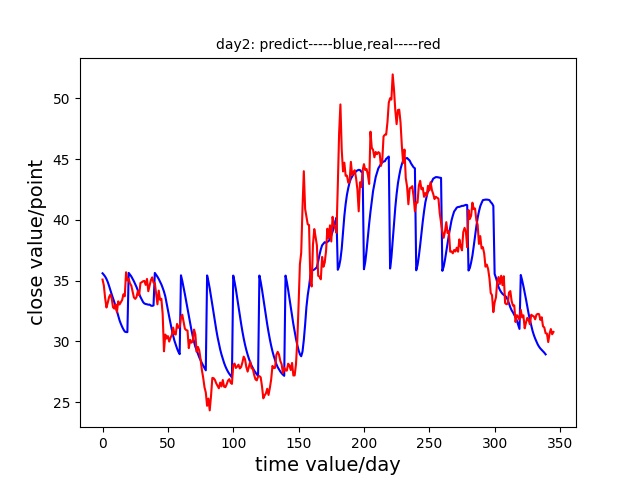 day2: predict-----blue,real-----red
close value/point
50
45
40
35
30
25
0 50 100 150 200 250 300 350
time value/day